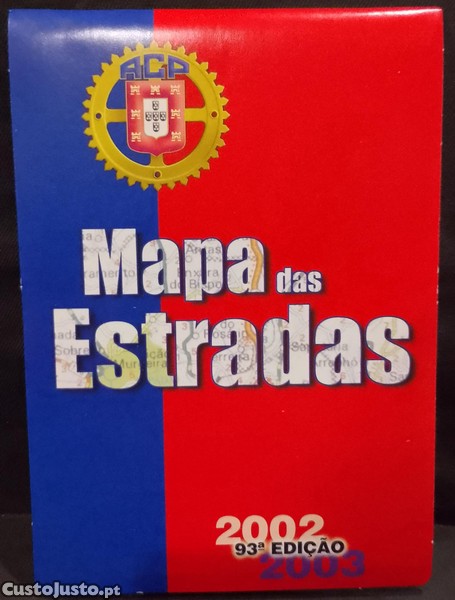 ACP
Mapa das
Estradas
2002
93ª EDIÇÃO
2003
CustoJusto.pt